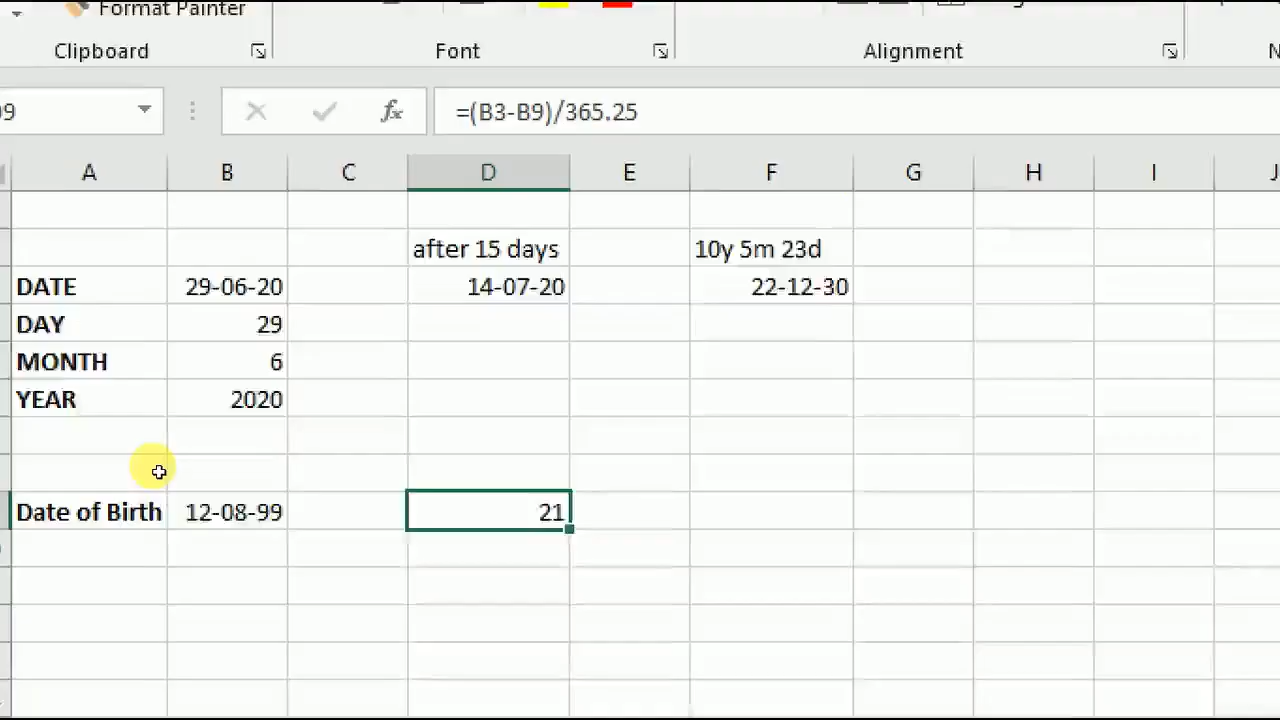 Format Painter
Clipboard Font Alignment
9 fx =(B3-B9)/365.25
A B C D E F G H I J
after 15 days 10y 5m 23d
DATE 29-06-20 14-07-20 22-12-30
DAY 29
MONTH 6
YEAR 2020
Date of Birth 12-08-99 21